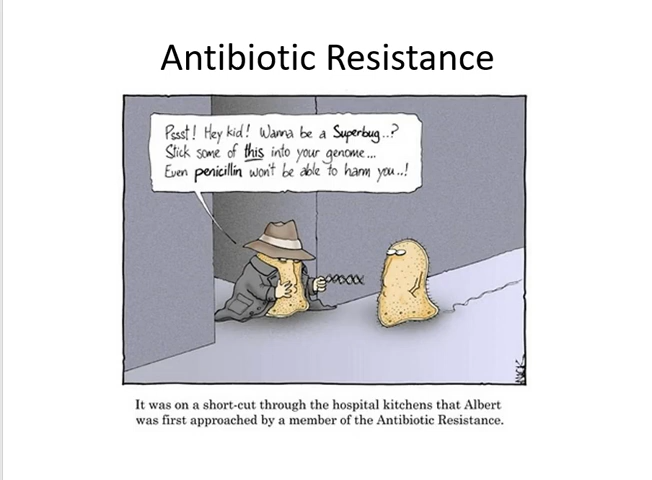 Antibiotic Resistance
Pssst! Hey kid! Wanna be a Superbug..?
Stick some of this into your genome...
Even penicillin won't be able to harm you..!
It was on a short-cut through the hospital kitchens that Albert
was first approached by a member of the Antibiotic Resistance.